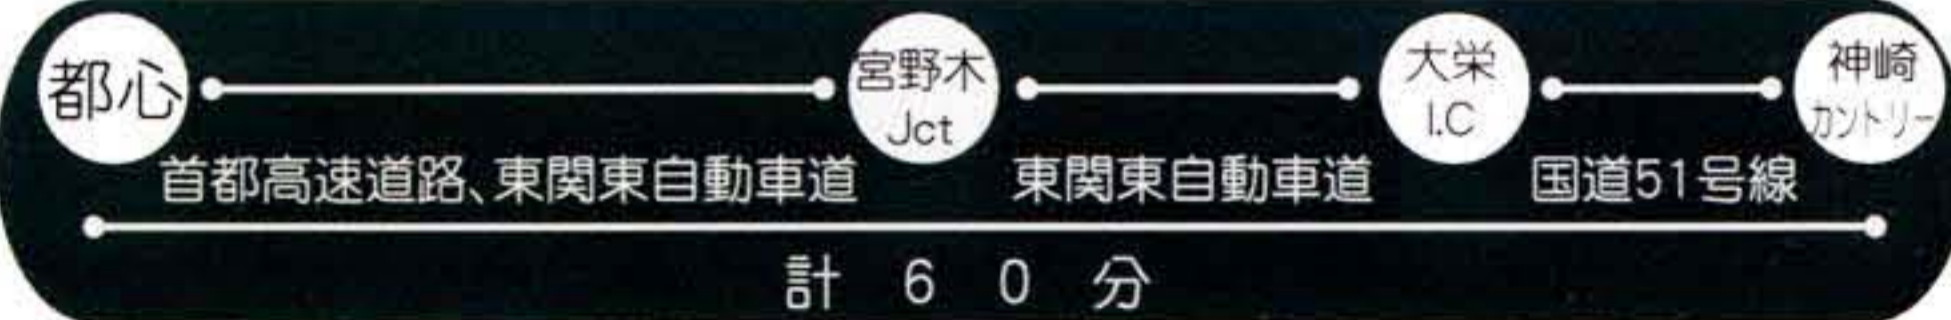 都心
宮野木
Jct
大栄
I.C
神崎
カントリー
首都高速道路、東関東自動車道
東関東自動車道
国道51号線
計 6 0 分